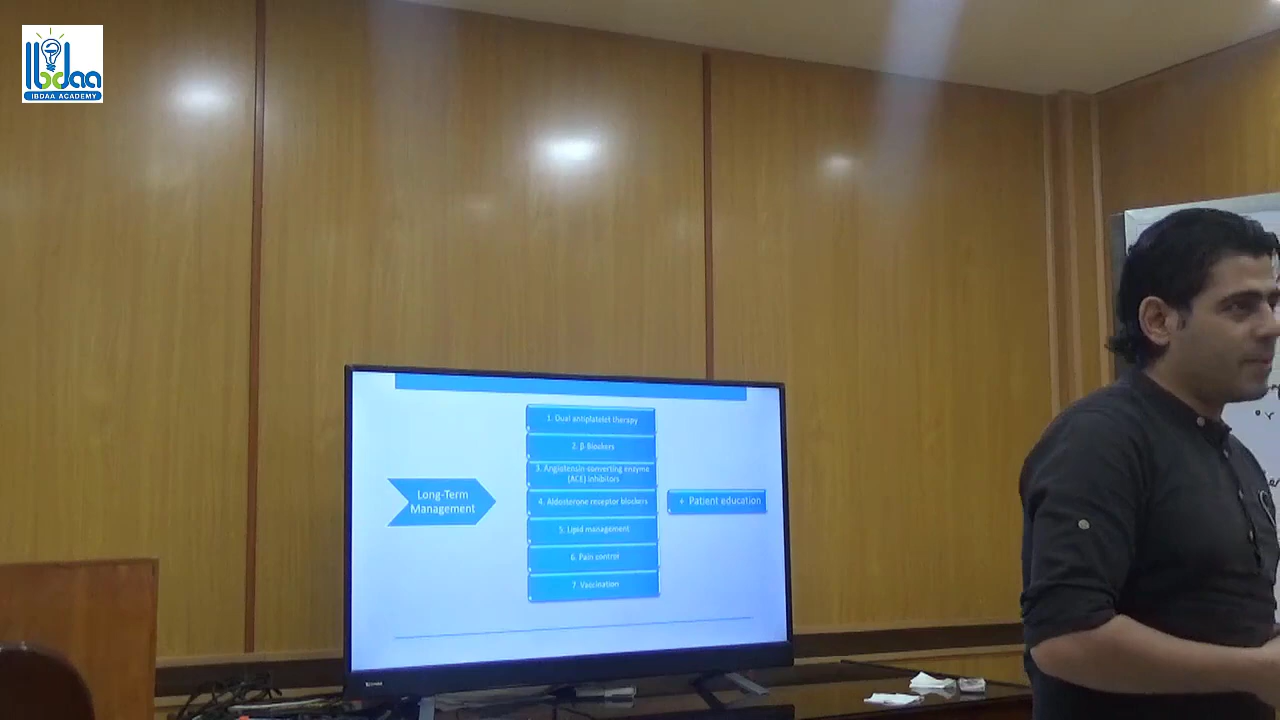 Ibdaa
IBDAA ACADEMY
1. Dual antiplatelet therapy
2. β-Blockers
3. Angiotensin-converting enzyme
(ACE) inhibitors
4. Aldosterone receptor blockers
5. Lipid management
6. Pain control
7. Vaccination
Long-Term
Management
+ Patient education